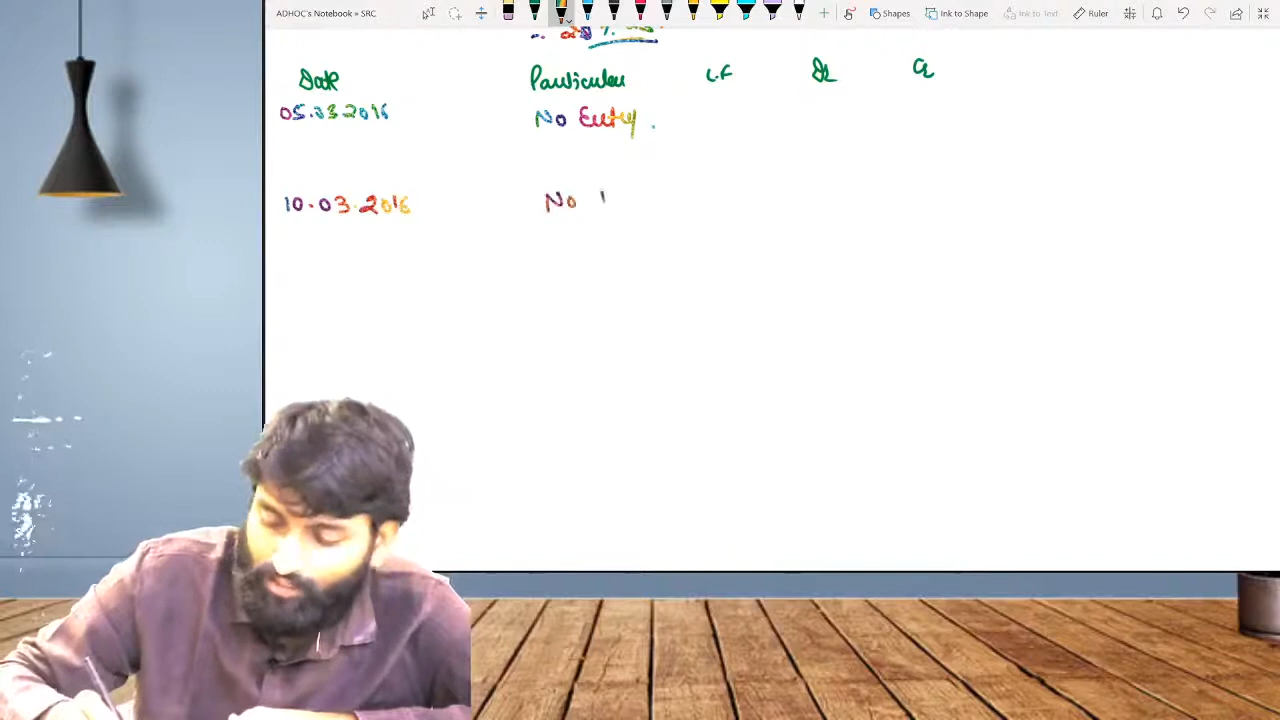 ADHOC's Notebook » SRC
Shapes Ink to Shape Ink to Text Ruler
Date Particulars L.F Dr Cr
05.03.2016 No Entry.
10.03.2016 No